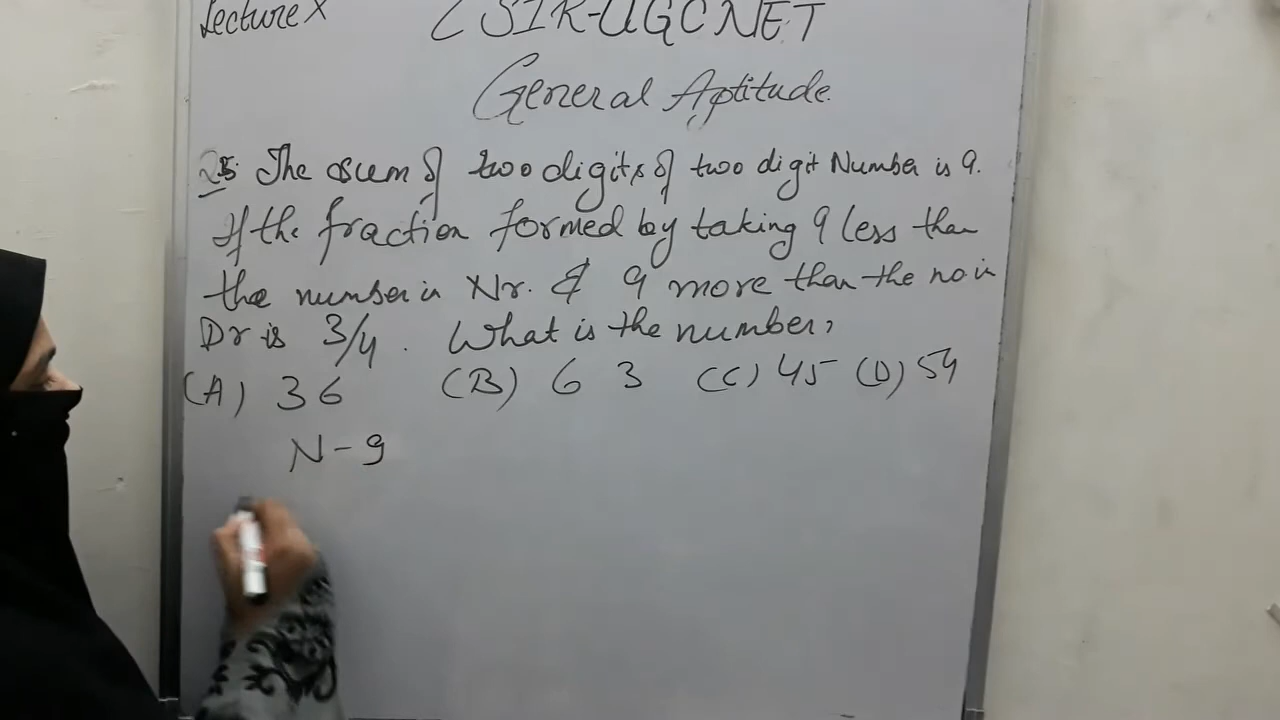 Lecture X
CSIR-UGC NET
General Aptitude.
25: The sum of two digits of two digit Number is 9.
If the fraction formed by taking 9 less than
the number in Nr. & 9 more than the no in
Dr is 3/4. What is the number?
(A) 36 (B) 63 (C) 45 (D) 54
N-9